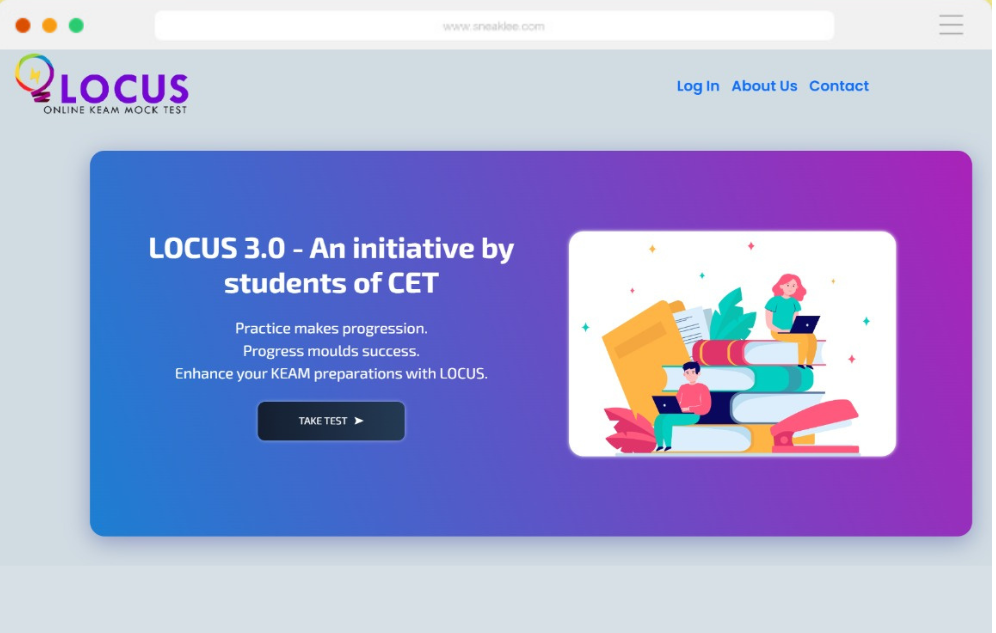 www.sneaklee.com
LOCUS
ONLINE KEAM MOCK TEST
Log In About Us Contact
LOCUS 3.0 - An initiative by
students of CET
Practice makes progression.
Progress moulds success.
Enhance your KEAM preparations with LOCUS.
TAKE TEST ➤